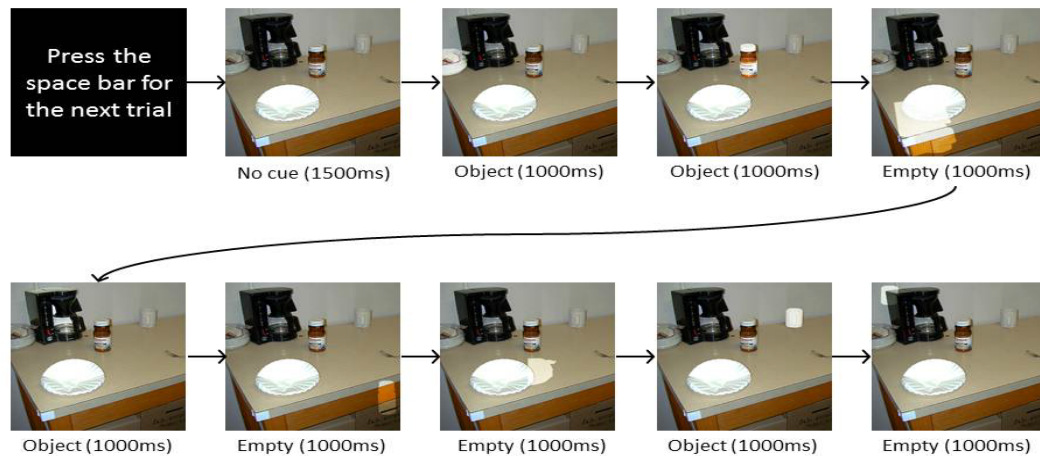 Press the
space bar for
the next trial
No cue (1500ms)
Object (1000ms)
Object (1000ms)
Empty (1000ms)
Object (1000ms)
Empty (1000ms)
Empty (1000ms)
Object (1000ms)
Empty (1000ms)